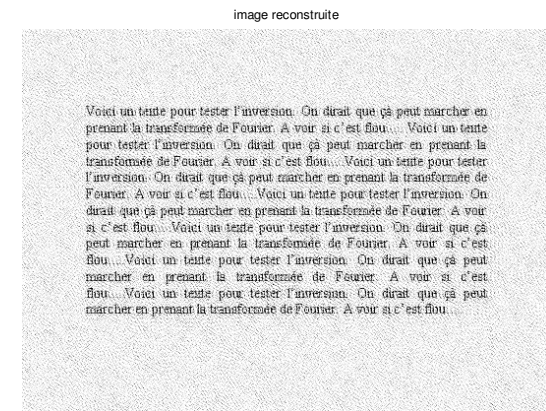 image reconstruite
Voici un texte pour tester l'inversion. On dirait que çà peut marcher en
prenant la transformée de Fourier. A voir si c'est flou.... Voici un texte
pour tester l'inversion. On dirait que çà peut marcher en prenant la
transformée de Fourier. A voir si c'est flou....Voici un texte pour tester
l'inversion. On dirait que çà peut marcher en prenant la transformée de
Fourier. A voir si c'est flou....Voici un texte pour tester l'inversion. On
dirait que çà peut marcher en prenant la transformée de Fourier. A voir
si c'est flou....Voici un texte pour tester l'inversion. On dirait que çà
peut marcher en prenant la transformée de Fourier. A voir si c'est
flou....Voici un texte pour tester l'inversion. On dirait que çà peut
marcher en prenant la transformée de Fourier. A voir si c'est
flou....Voici un texte pour tester l'inversion. On dirait que çà peut
marcher en prenant la transformée de Fourier. A voir si c'est flou....